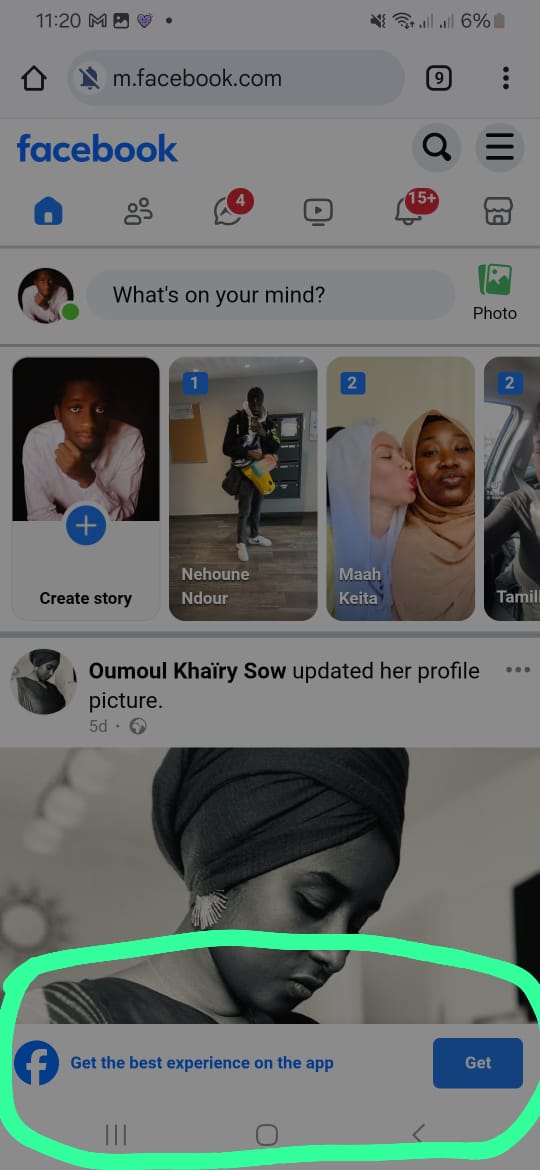 11:20
6%
m.facebook.com
9
facebook
4
15+
What's on your mind?
Photo
1
2
2
Create story
Nehoune
Ndour
Maah
Keita
Tamil
Oumoul Khaïry Sow updated her profile
picture.
5d ·
Get the best experience on the app
Get